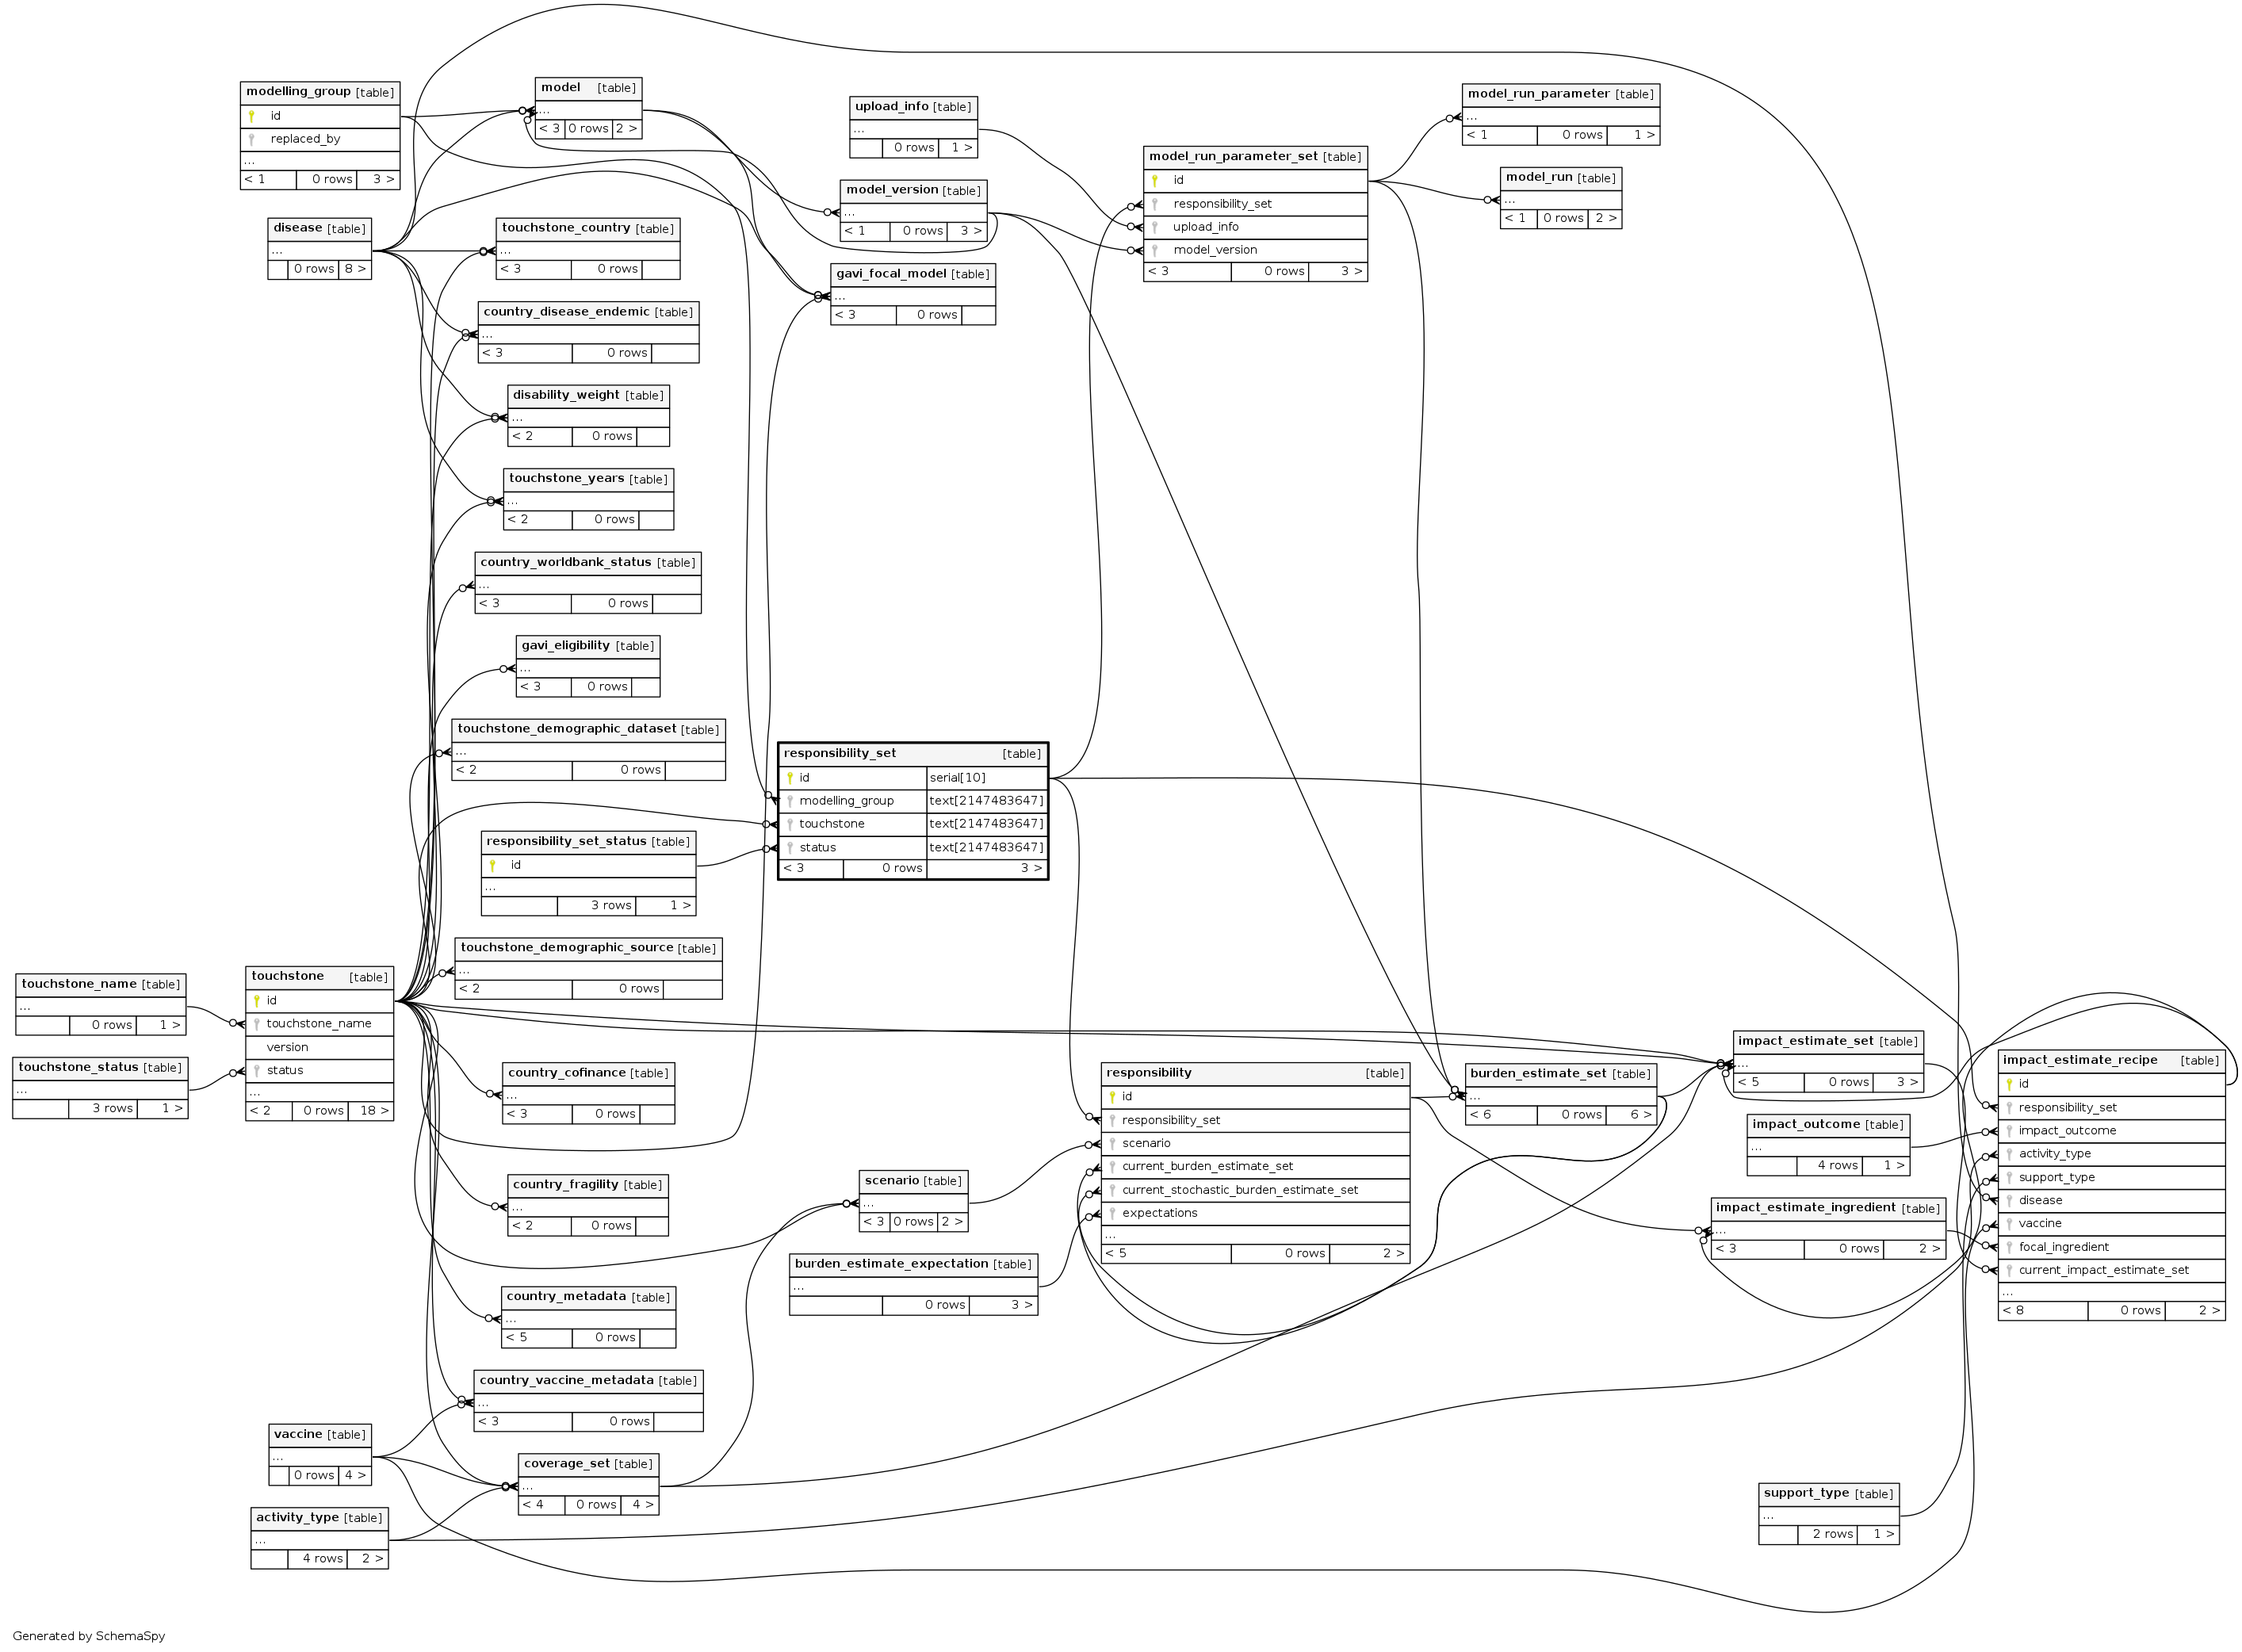 modelling_group [table]
id
replaced_by
...
< 1 0 rows 3 >
model [table]
...
< 3 0 rows 2 >
upload_info [table]
...
0 rows 1 >
model_run_parameter [table]
...
< 1 0 rows 1 >
model_run_parameter_set [table]
id
responsibility_set
upload_info
model_version
< 3 0 rows 3 >
model_run [table]
...
< 1 0 rows 2 >
model_version [table]
...
< 1 0 rows 3 >
disease [table]
...
0 rows 8 >
touchstone_country [table]
...
< 3 0 rows
gavi_focal_model [table]
...
< 3 0 rows
country_disease_endemic [table]
...
< 3 0 rows
disability_weight [table]
...
< 2 0 rows
touchstone_years [table]
...
< 2 0 rows
country_worldbank_status [table]
...
< 3 0 rows
gavi_eligibility [table]
...
< 3 0 rows
touchstone_demographic_dataset [table]
...
< 2 0 rows
responsibility_set [table]
id serial[10]
modelling_group text[2147483647]
touchstone text[2147483647]
status text[2147483647]
< 3 0 rows 3 >
responsibility_set_status [table]
id
...
3 rows 1 >
touchstone_demographic_source [table]
...
< 2 0 rows
touchstone_name [table]
...
0 rows 1 >
touchstone_status [table]
...
3 rows 1 >
touchstone [table]
id
touchstone_name
version
status
...
< 2 0 rows 18 >
country_cofinance [table]
...
< 3 0 rows
country_fragility [table]
...
< 2 0 rows
country_metadata [table]
...
< 5 0 rows
country_vaccine_metadata [table]
...
< 3 0 rows
vaccine [table]
...
0 rows 4 >
coverage_set [table]
...
< 4 0 rows 4 >
activity_type [table]
...
4 rows 2 >
scenario [table]
...
< 3 0 rows 2 >
burden_estimate_expectation [table]
...
0 rows 3 >
responsibility [table]
id
responsibility_set
scenario
current_burden_estimate_set
current_stochastic_burden_estimate_set
expectations
...
< 5 0 rows 2 >
burden_estimate_set [table]
...
< 6 0 rows 6 >
impact_estimate_set [table]
...
< 5 0 rows 3 >
impact_outcome [table]
...
4 rows 1 >
impact_estimate_ingredient [table]
...
< 3 0 rows 2 >
impact_estimate_recipe [table]
id
responsibility_set
impact_outcome
activity_type
support_type
disease
vaccine
focal_ingredient
current_impact_estimate_set
...
< 8 0 rows 2 >
support_type [table]
...
2 rows 1 >
Generated by SchemaSpy